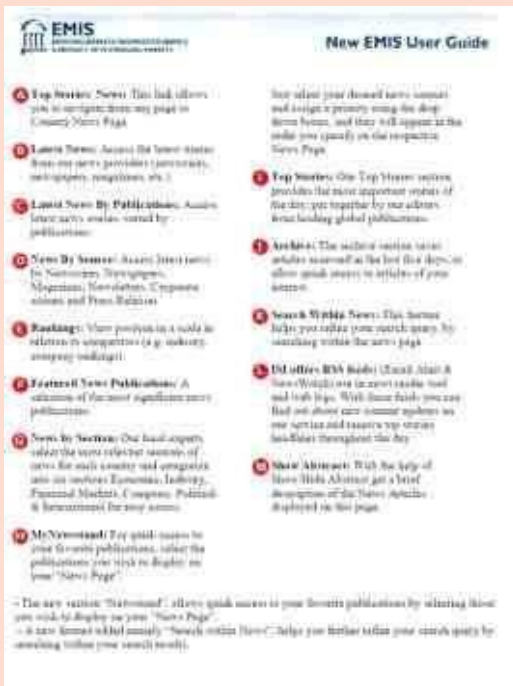 EMIS
New EMIS User Guide
Top Stories News: This link allows
you to navigate from any page to
Country News Page
Latest News: Access the latest stories
from our news providers (newswires,
newspapers, magazines, etc.)
Latest News By Publications: Access
latest news stories sorted by
publications
News By Source: Access latest news
by Newswires, Newspapers,
Magazines, Newsletters, Corporate
and Press Releases
Rankings: View position in a scale in
relation to competitors (e.g. industry,
company rankings).
Featured News Publications: A
selection of the most significant news
publications
News by Section: Our local experts
select the most relevant sources of
news for each country and categorize
into six sections Economics, Industry,
Financial Markets, Company, Political
& International for easy access.
MyNewsstand: For quick access to
your favorite publications, select the
publications you wish to display on
your "News Page".
Just select your desired news
and assign a priority using the drop
down boxes, and they will appear in the
order you specify on the respective
News Page
Top Stories: Our Top Stories section
provides the most important stories of
the day, put together by our editors
from leading global publications.
Archive: The archive section saves
articles received in the last five days, to
allow quick access to articles of your
interest
Search Within News: This feature
helps you refine your search query, by
searching within the news page
ISI offers RSS feeds: (Email Alert &
NewsWatch) our in news reader tool
and web logs. With these feeds you can
find out about new content updates on
our service and receive top stories
headlines throughout the day
Show Abstract: With the help of
Show Hide Abstract get a brief
description of the News Articles
displayed on this page.
– The new section "Newsstand", allows quick access to your favorite publications by selecting those
you wish to display on your "News Page".
– A new feature added namely "Search within News", helps you further refine your search query by
searching within your search results.